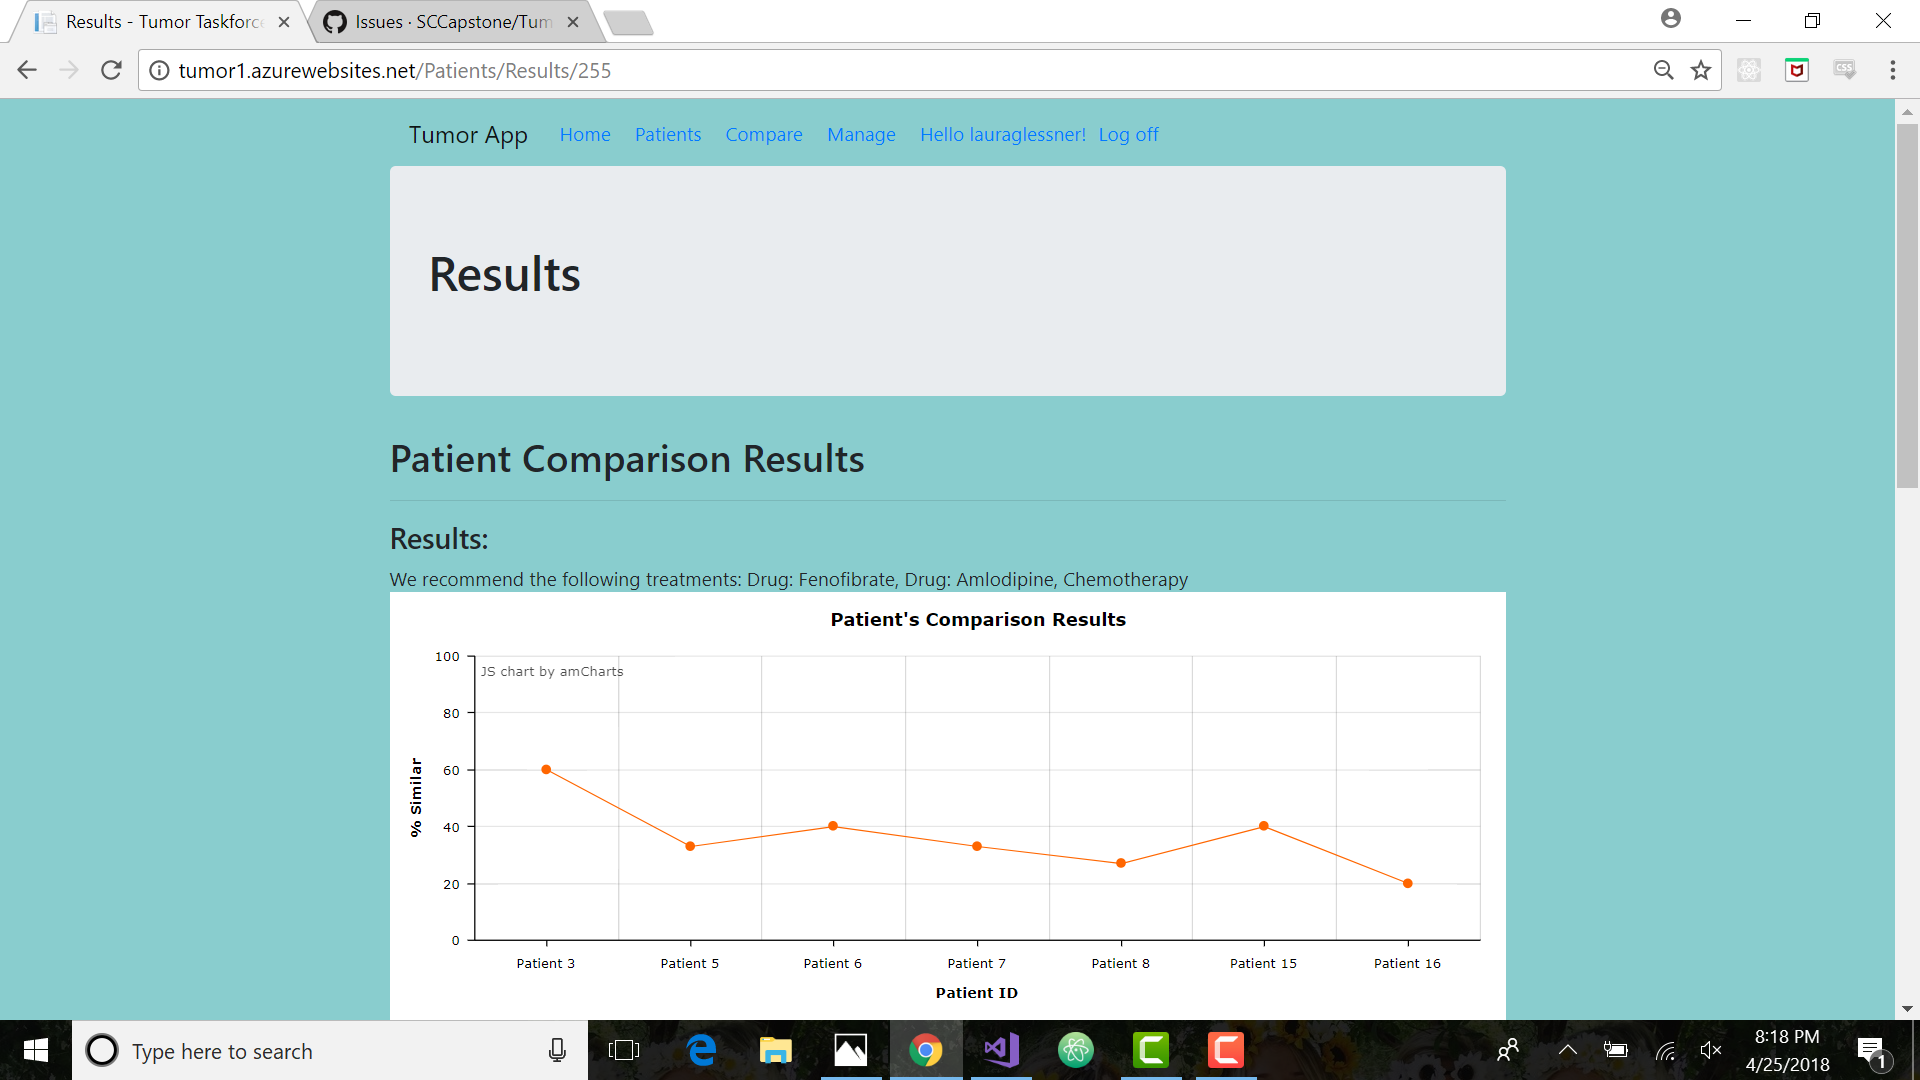 Results - Tumor Taskforce
Issues · SCCapstone/Tum
tumor1.azurewebsites.net/Patients/Results/255
CSS
Tumor App Home Patients Compare Manage Hello lauraglessner! Log off
Results
Patient Comparison Results
Results:
We recommend the following treatments: Drug: Fenofibrate, Drug: Amlodipine, Chemotherapy
Patient's Comparison Results
JS chart by amCharts
100
80
60
40
20
0
% Similar
Patient 3 Patient 5 Patient 6 Patient 7 Patient 8 Patient 15 Patient 16
Patient ID
Type here to search
8:18 PM
4/25/2018
1